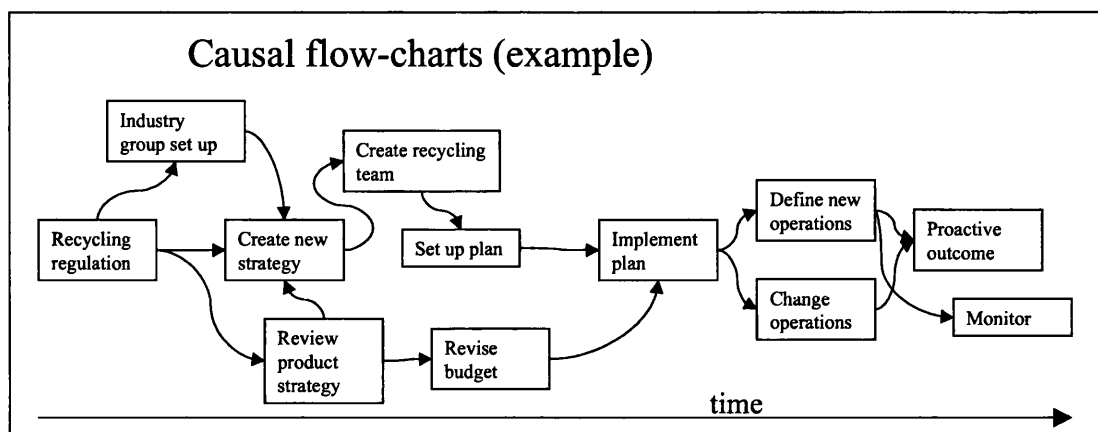 Causal flow-charts (example)
Industry
group set up
Create recycling
team
Recycling
regulation
Create new
strategy
Set up plan
Implement
plan
Define new
operations
Proactive
outcome
Change
operations
Monitor
Review
product
strategy
Revise
budget
time